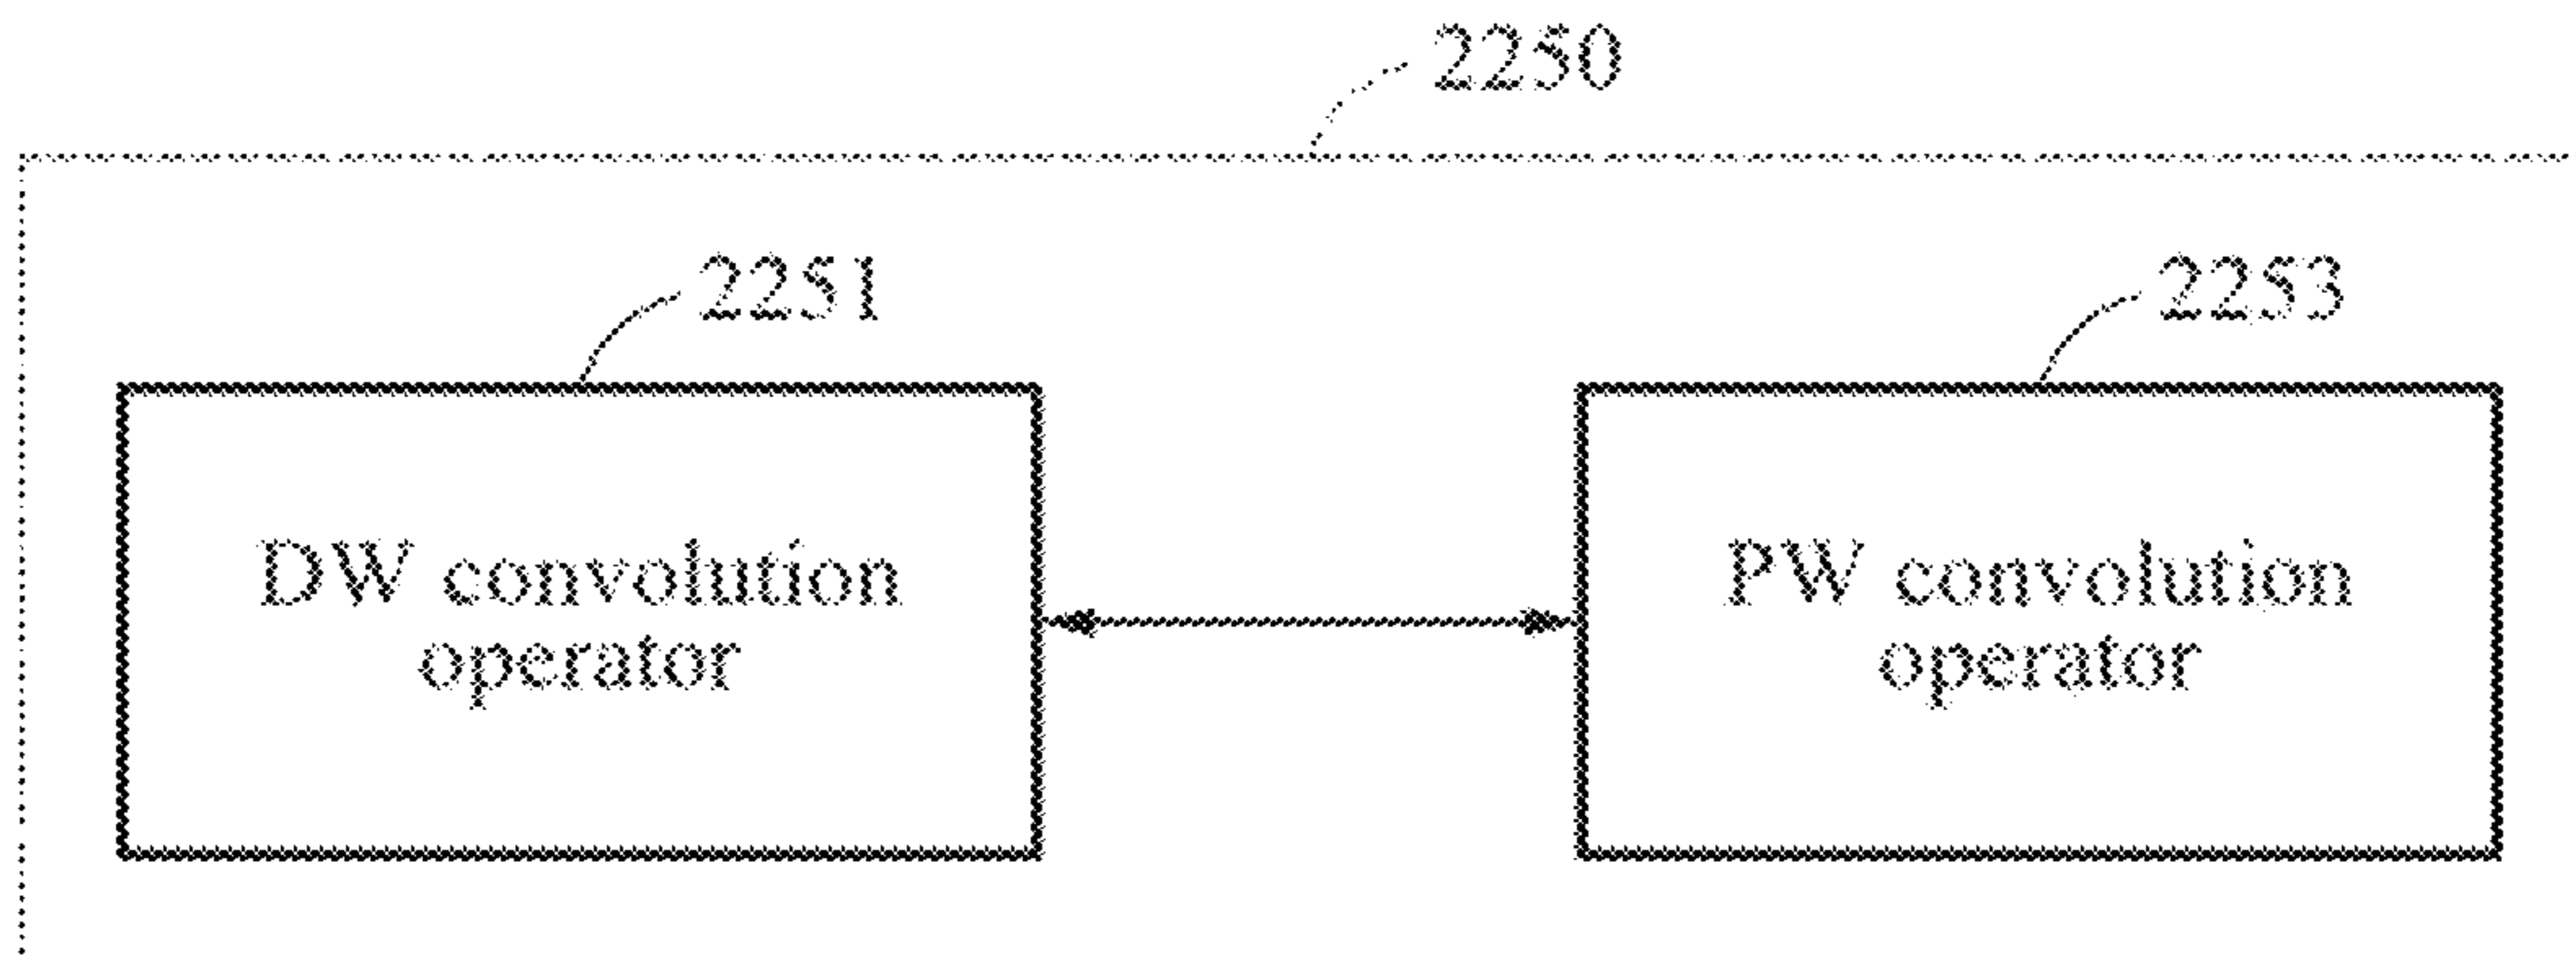 2250
2251
2253
DW convolution
operator
PW convolution
operator